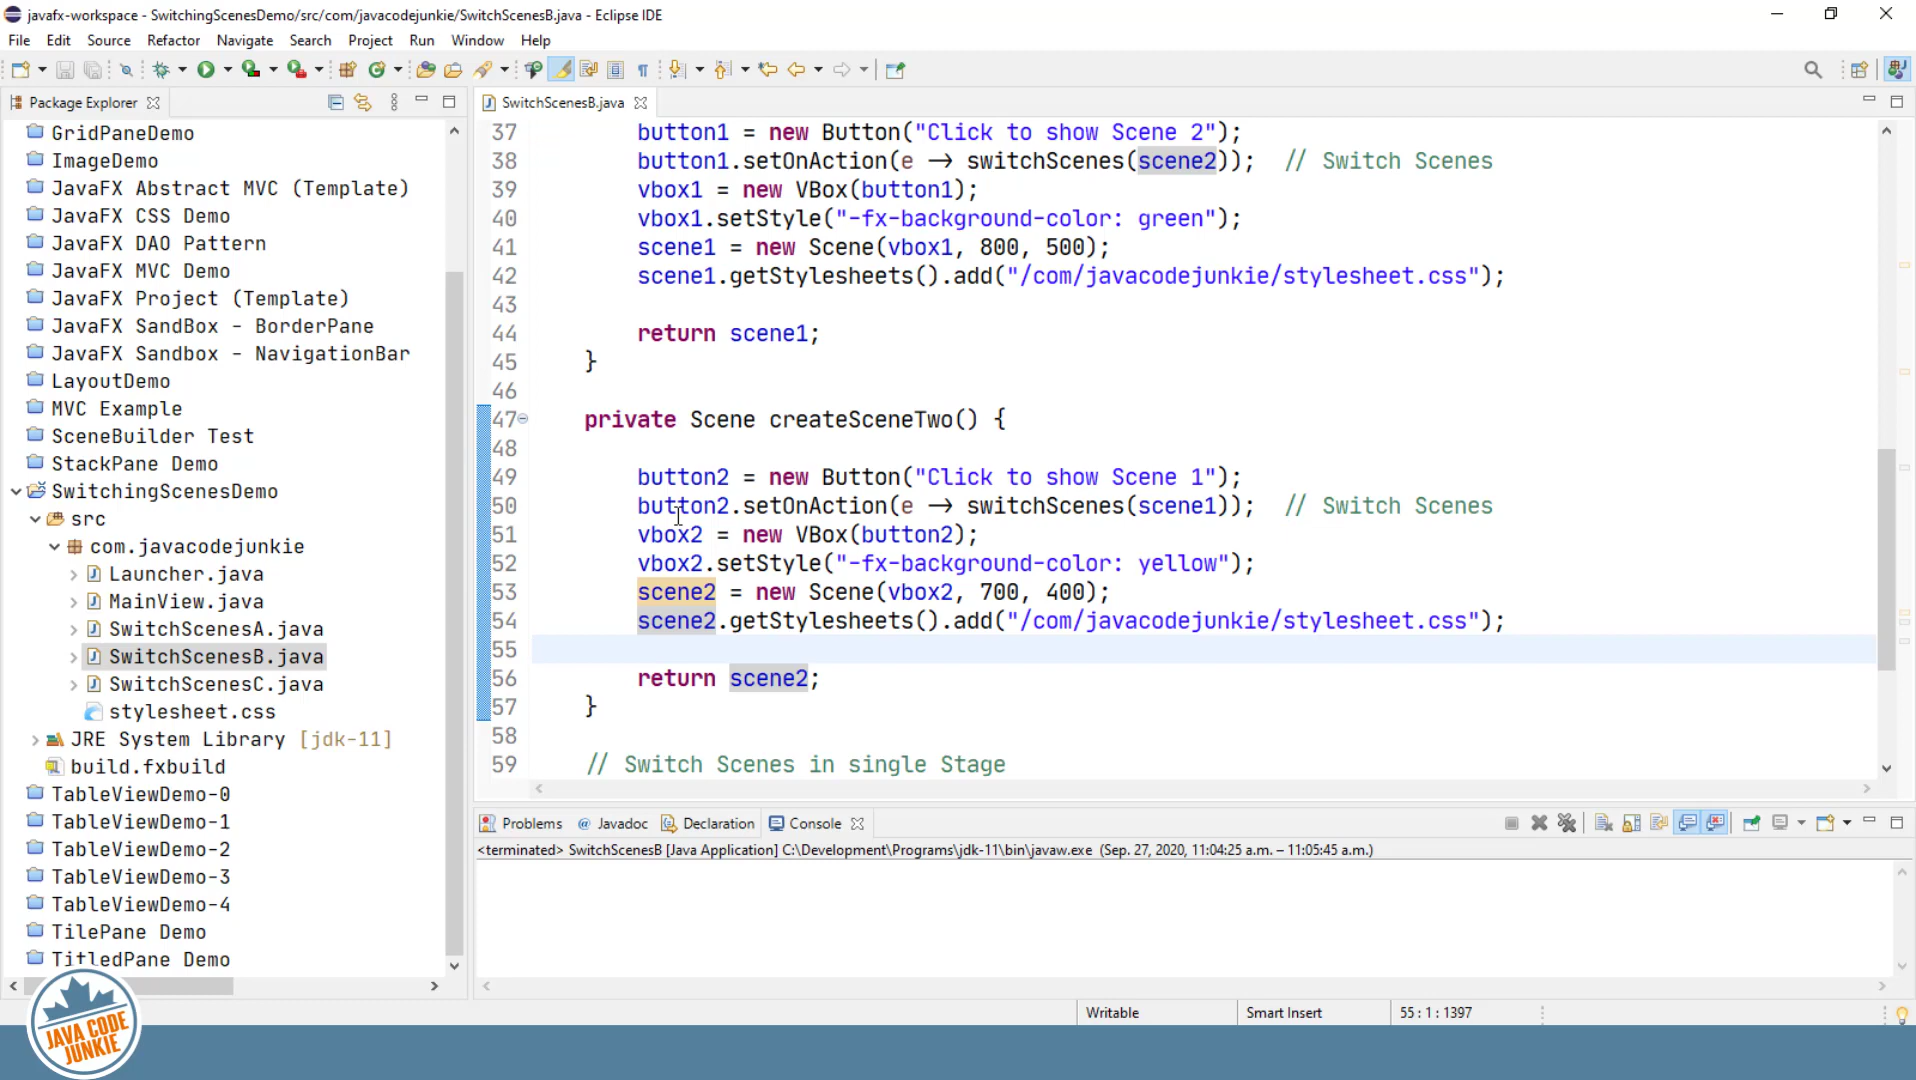 javafx-workspace - SwitchingScenesDemo/src/com/javacodejunkie/SwitchScenesB.java - Eclipse IDE
File Edit Source Refactor Navigate Search Project Run Window Help
Package Explorer
GridPaneDemo
ImageDemo
JavaFX Abstract MVC (Template)
JavaFX CSS Demo
JavaFX DAO Pattern
JavaFX MVC Demo
JavaFX Project (Template)
JavaFX SandBox - BorderPane
JavaFX Sandbox - NavigationBar
LayoutDemo
MVC Example
SceneBuilder Test
StackPane Demo
SwitchingScenesDemo
src
com.javacodejunkie
Launcher.java
MainView.java
SwitchScenesA.java
SwitchScenesB.java
SwitchScenesC.java
stylesheet.css
JRE System Library [jdk-11]
build.fxbuild
TableViewDemo-0
TableViewDemo-1
TableViewDemo-2
TableViewDemo-3
TableViewDemo-4
TilePane Demo
TitledPane Demo
SwitchScenesB.java
37 button1 = new Button("Click to show Scene 2");
38 button1.setOnAction(e -> switchScenes(scene2)); // Switch Scenes
39 vbox1 = new VBox(button1);
40 vbox1.setStyle("-fx-background-color: green");
41 scene1 = new Scene(vbox1, 800, 500);
42 scene1.getStylesheets().add("/com/javacodejunkie/stylesheet.css");
43
44 return scene1;
45 }
46
47 private Scene createSceneTwo() {
48
49 button2 = new Button("Click to show Scene 1");
50 button2.setOnAction(e -> switchScenes(scene1)); // Switch Scenes
51 vbox2 = new VBox(button2);
52 vbox2.setStyle("-fx-background-color: yellow");
53 scene2 = new Scene(vbox2, 700, 400);
54 scene2.getStylesheets().add("/com/javacodejunkie/stylesheet.css");
55
56 return scene2;
57 }
58
59 // Switch Scenes in single Stage
Problems Javadoc Declaration Console
<terminated> SwitchScenesB [Java Application] C:\Development\Programs\jdk-11\bin\javaw.exe (Sep. 27, 2020, 11:04:25 a.m. – 11:05:45 a.m.)
Writable Smart Insert 55 : 1 : 1397
JAVA CODE
JUNKIE